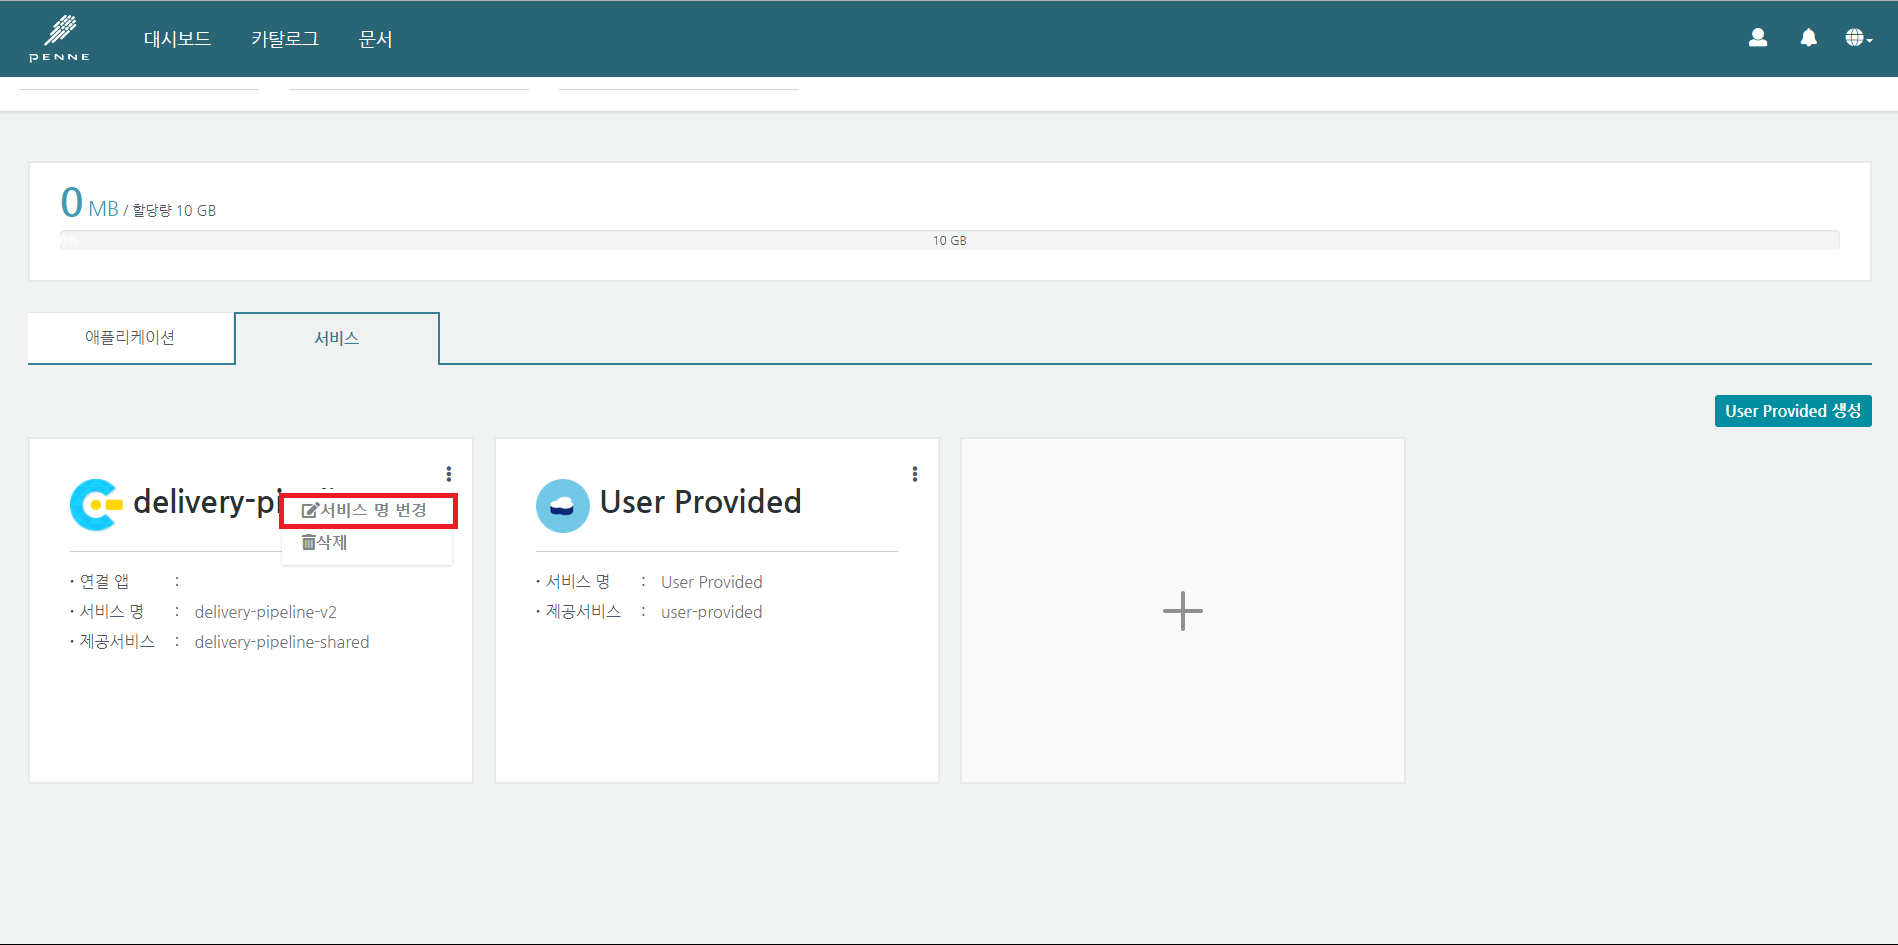 PENNE
대시보드 카탈로그 문서
0 MB / 할당량 10 GB
0% 10 GB
애플리케이션 서비스
User Provided 생성
delivery-pi
서비스 명 변경
삭제
· 연결 앱 :
· 서비스 명 : delivery-pipeline-v2
· 제공서비스 : delivery-pipeline-shared
User Provided
· 서비스 명 : User Provided
· 제공서비스 : user-provided